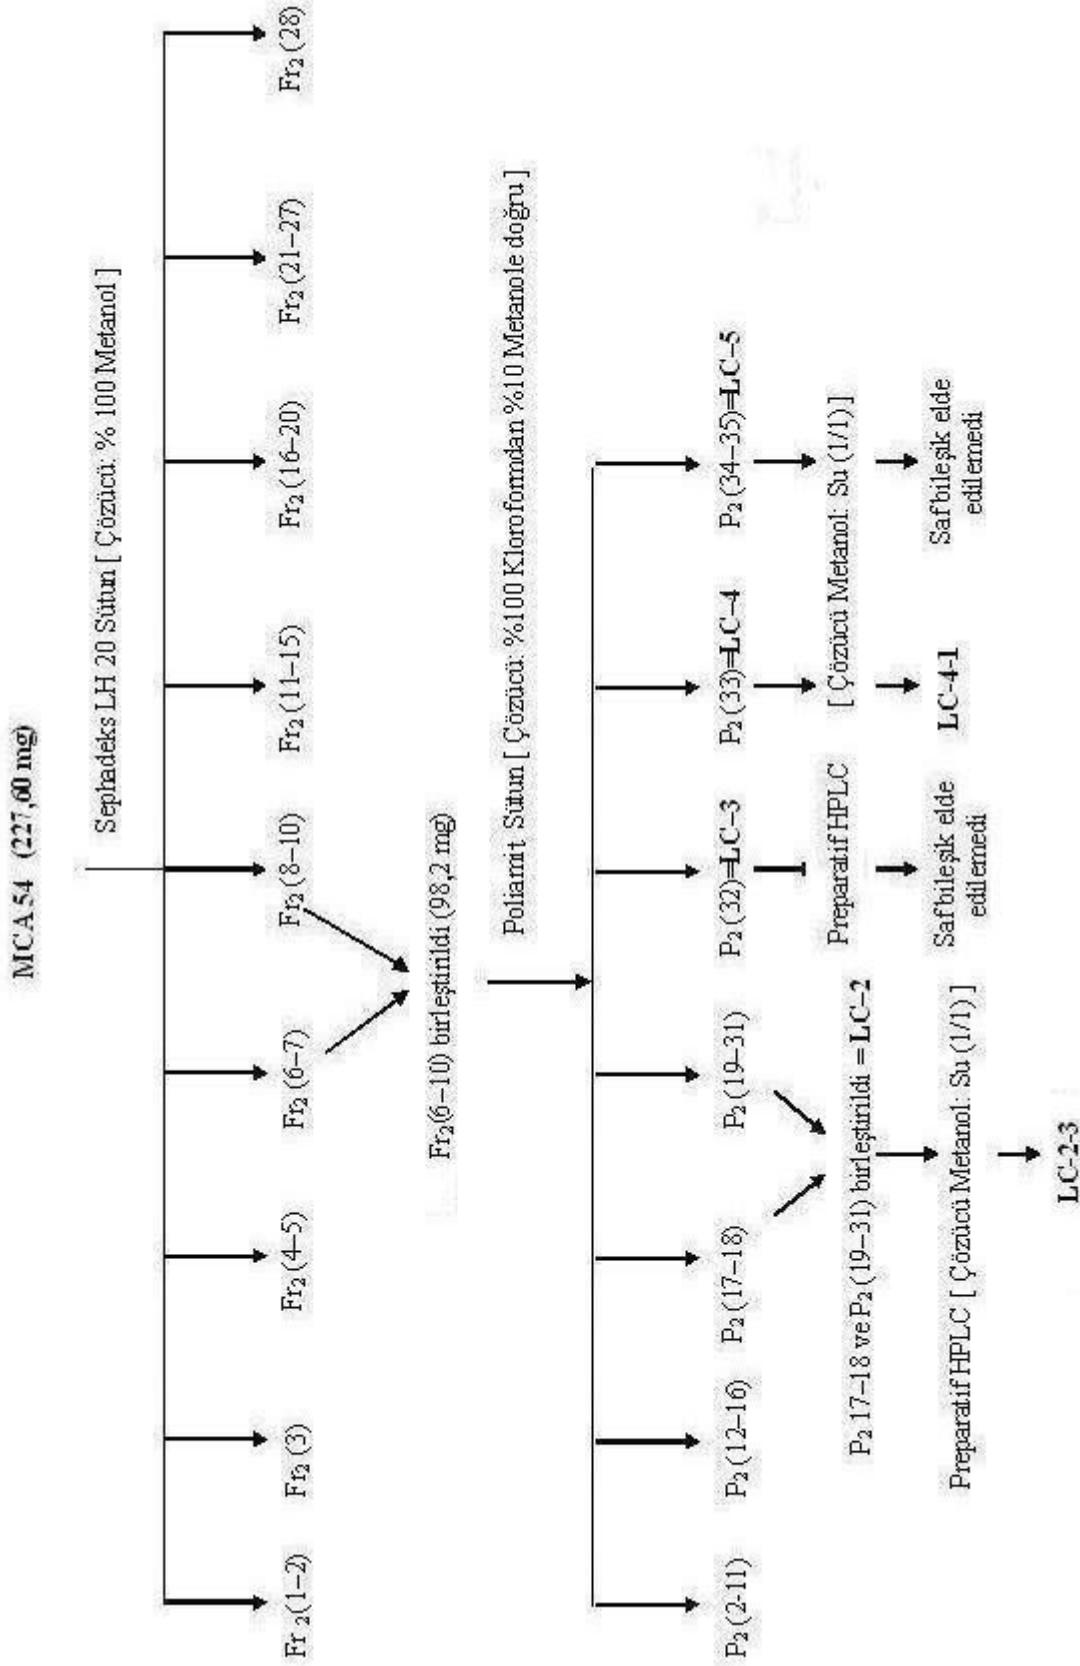 MCA 54 (227,60 mg)
Sephadeks LH 20 Sütun [ Çözücü: % 100 Metanol ]
Fr 2 (1–2)
Fr2 (3)
Fr2 (4–5)
Fr2 (6–7)
Fr2 (8–10)
Fr2 (11–15)
Fr2 (16–20)
Fr2 (21–27)
Fr2 (28)
Fr2(6–10) birleştirildi (98,2 mg)
Poliamit Sütun [ Çözücü: %100 Kloroformdan %10 Metanole doğru ]
P2 (2-11)
P2 (12–16)
P2 (17–18)
P2 (19–31)
P2 (32)=LC–3
P2 (33)=LC–4
P2 (34–35)=LC–5
P2 17–18 ve P2 (19–31) birleştirildi = LC–2
Preparatif HPLC
[ Çözücü Metanol: Su (1/1) ]
Preparatif HPLC [ Çözücü Metanol: Su (1/1) ]
Saf bileşik elde
edilemedi
LC-4-1
Saf bileşik elde
edilemedi
LC-2-3